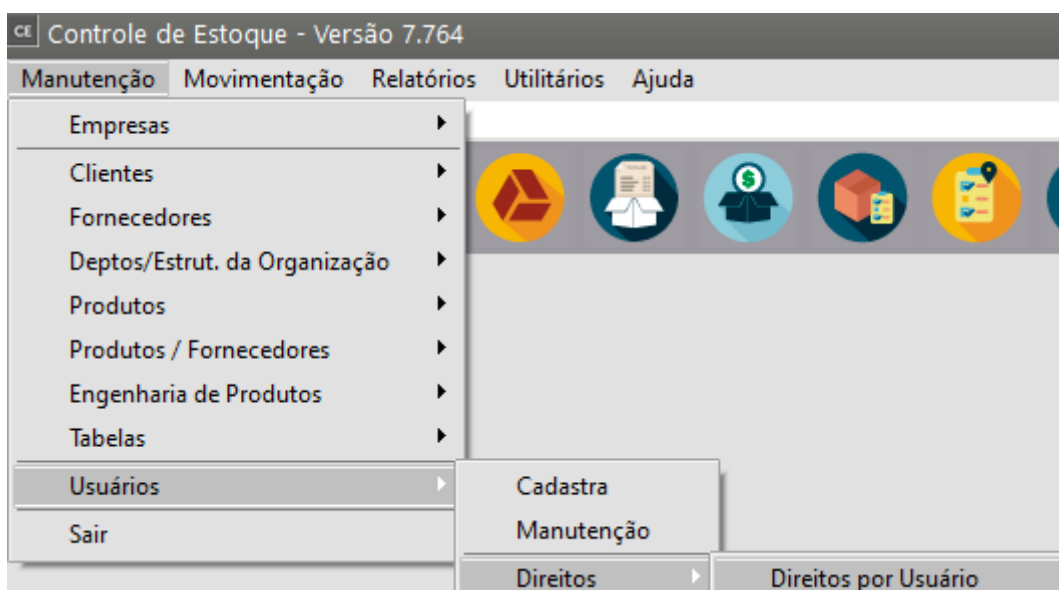 CE Controle de Estoque - Versão 7.764
Manutenção Movimentação Relatórios Utilitários Ajuda
Empresas
Clientes
Fornecedores
Deptos/Estrut. da Organização
Produtos
Produtos / Fornecedores
Engenharia de Produtos
Tabelas
Usuários
Sair
Cadastra
Manutenção
Direitos
Direitos por Usuário